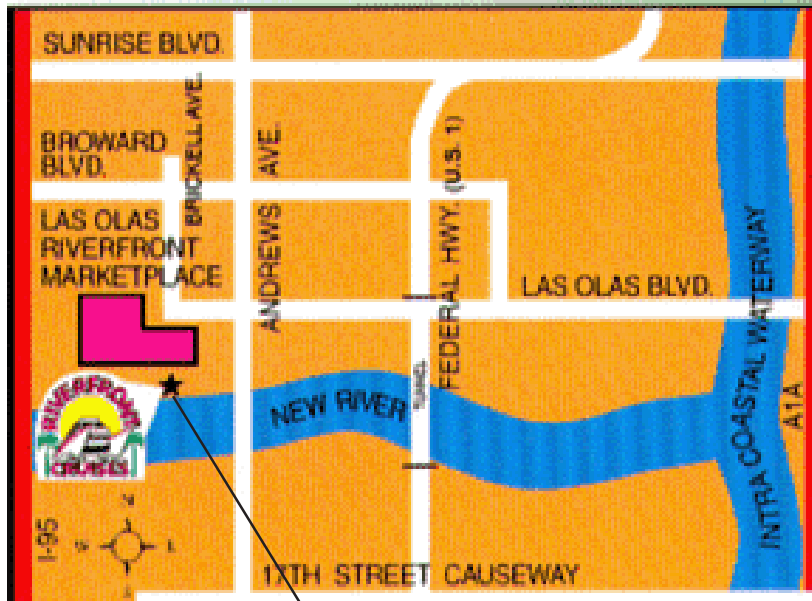 SUNRISE BLVD.
BRICKELL AVE.
BROWARD
BLVD.
ANDREWS AVE.
FEDERAL HWY. (U.S. 1)
LAS OLAS
RIVERFRONT
MARKETPLACE
LAS OLAS BLVD.
INTRA COASTAL WATERWAY
A1A
TUNNEL
NEW RIVER
RIVERFRONT
CRUISES
I-95
N
17TH STREET CAUSEWAY